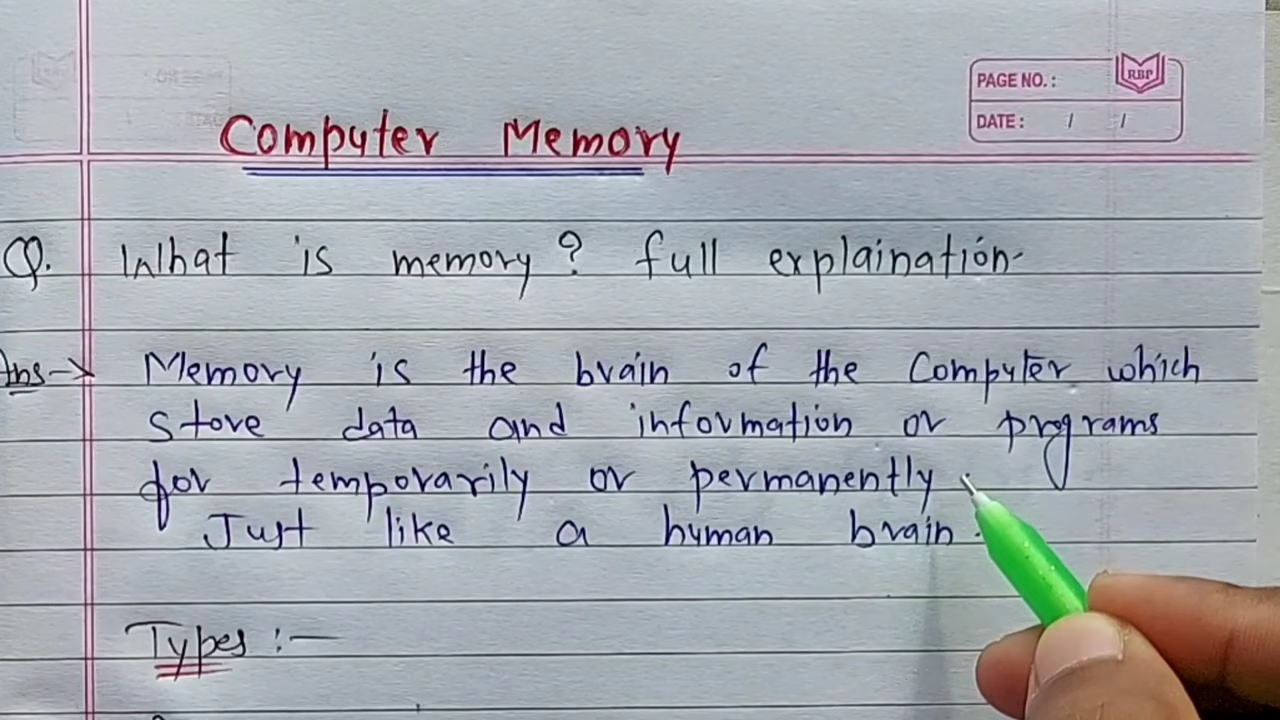 PAGE NO.:
RBP
DATE: / /
Computer Memory
Q. What is memory? full explaination.
Ans→ Memory is the brain of the Computer which
store data and information or programs
for temporarily or permanently.
Just like a human brain.
Types :—